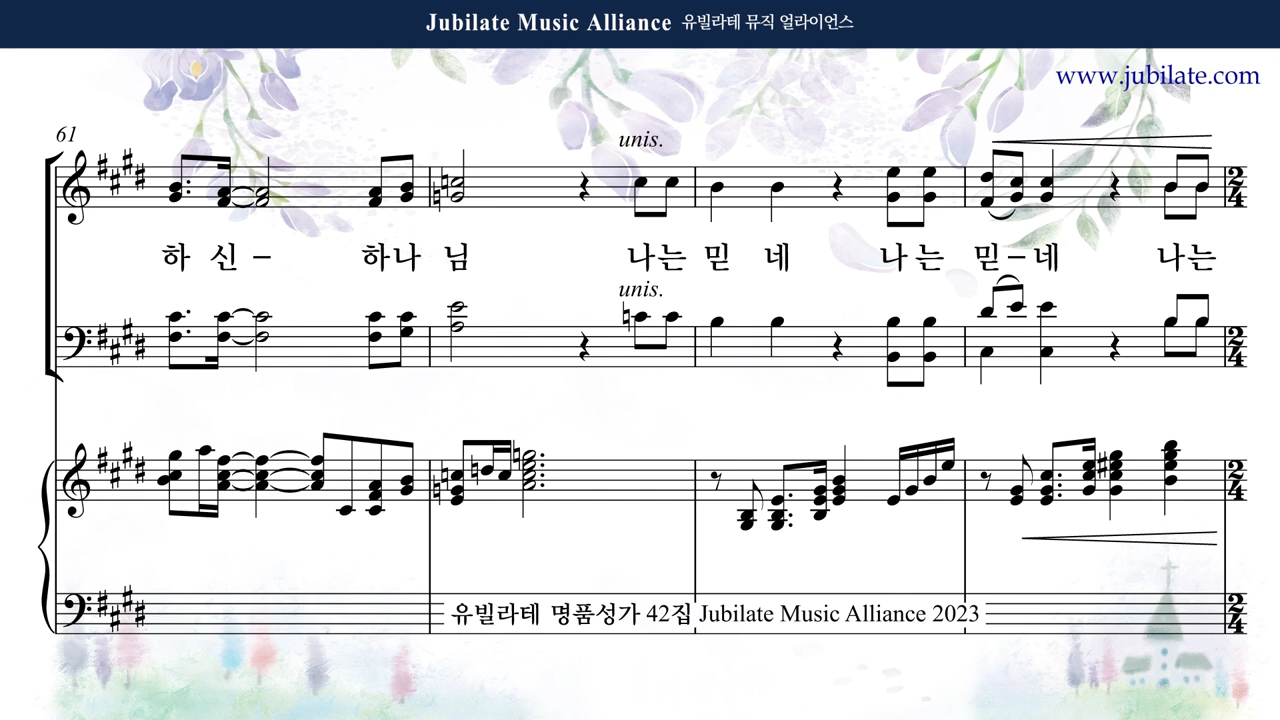 Jubilate Music Alliance 유빌라테 뮤직 얼라이언스
www.jubilate.com
61
unis.
하 신 – 하나 님 나는 믿 네 나는 믿–네 나는
unis.
유빌라테 명품성가 42집 Jubilate Music Alliance 2023